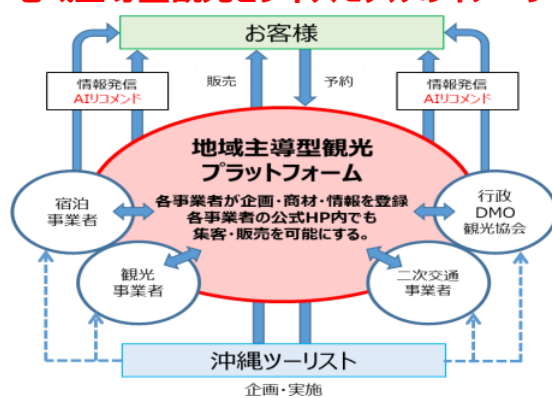 お客様
情報発信
AIリコメンド
販売
予約
情報発信
AIリコメンド
地域主導型観光
プラットフォーム
各事業者が企画・商材・情報を登録
各事業者の公式HP内でも
集客・販売を可能にする。
宿泊
事業者
行政
DMO
観光協会
観光
事業者
二次交通
事業者
沖縄ツーリスト
企画・実施